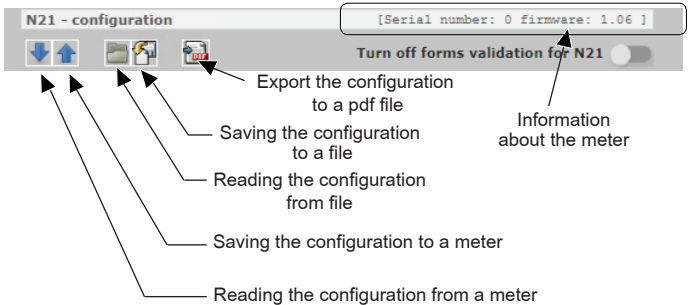 N21 - configuration
[Serial number: 0 firmware: 1.06 ]
Turn off forms validation for N21
PDF
Export the configuration
to a pdf file
Information
about the meter
Saving the configuration
to a file
Reading the configuration
from file
Saving the configuration to a meter
Reading the configuration from a meter